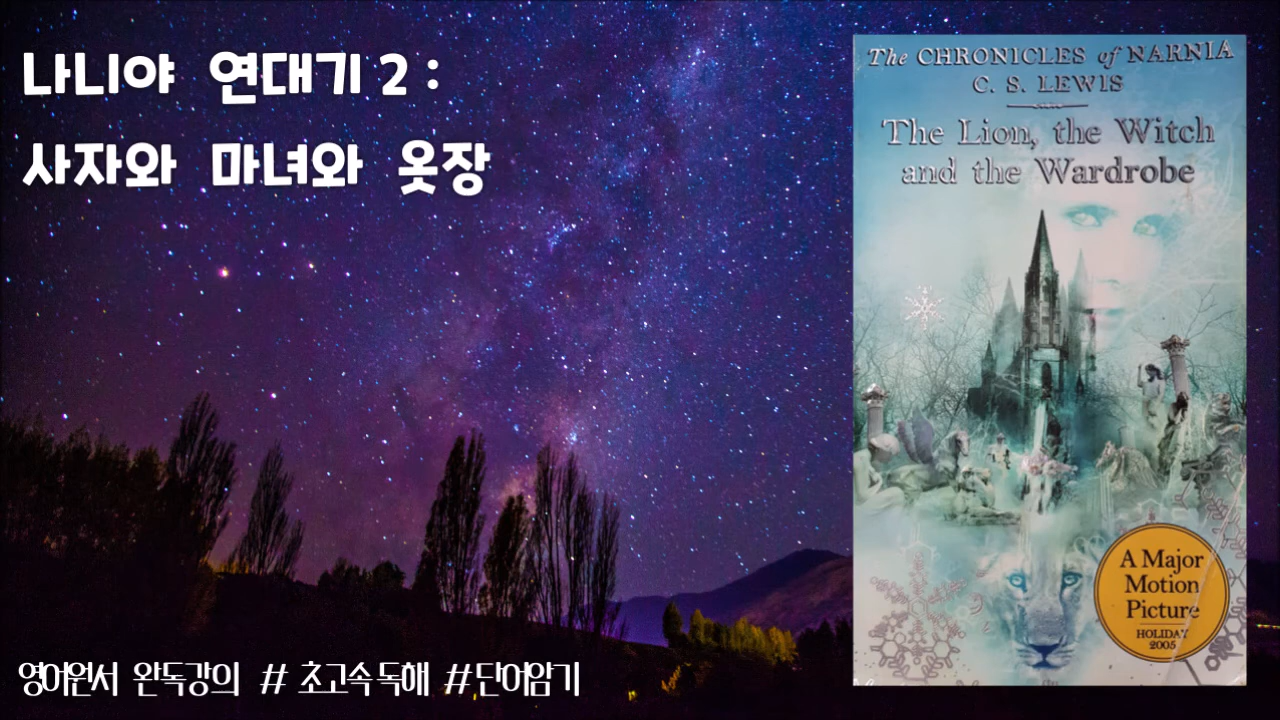 나니야 연대기 2 :
사자와 마녀와 옷장
The CHRONICLES of NARNIA
C. S. LEWIS
The Lion, the Witch
and the Wardrobe
A Major
Motion
Picture
HOLIDAY
2005
영어원서 완독강의 # 초고속 독해 #단어암기